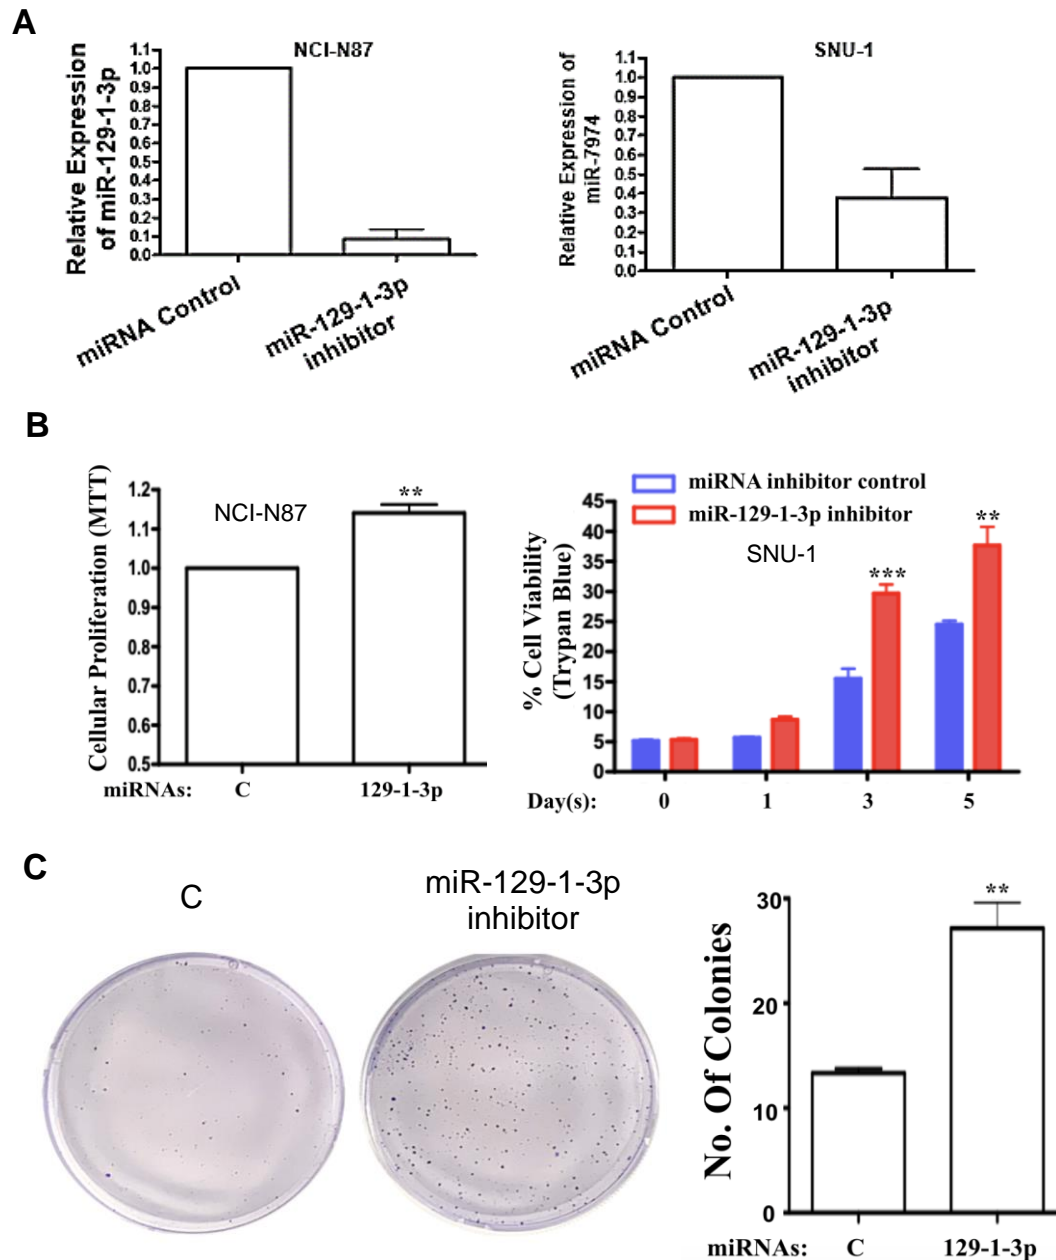 A
NCI-N87
Relative Expression
of miR-129-1-3p
1.1
1.0
0.9
0.8
0.7
0.6
0.5
0.4
0.3
0.2
0.1
0.0
miRNA Control
miR-129-1-3p
inhibitor
SNU-1
Relative Expression of
miR-7974
1.1
1.0
0.9
0.8
0.7
0.6
0.5
0.4
0.3
0.2
0.1
0.0
miRNA Control
miR-129-1-3p
inhibitor
B
Cellular Proliferation (MTT)
1.2
1.1
1.0
0.9
0.8
0.7
0.6
0.5
NCI-N87
**
miRNAs: C 129-1-3p
miRNA inhibitor control
miR-129-1-3p inhibitor
SNU-1
% Cell Viability
(Trypan Blue)
45
40
35
30
25
20
15
10
5
0
***
**
Day(s): 0 1 3 5
C
C
miR-129-1-3p
inhibitor
No. Of Colonies
30
20
10
0
**
miRNAs: C 129-1-3p